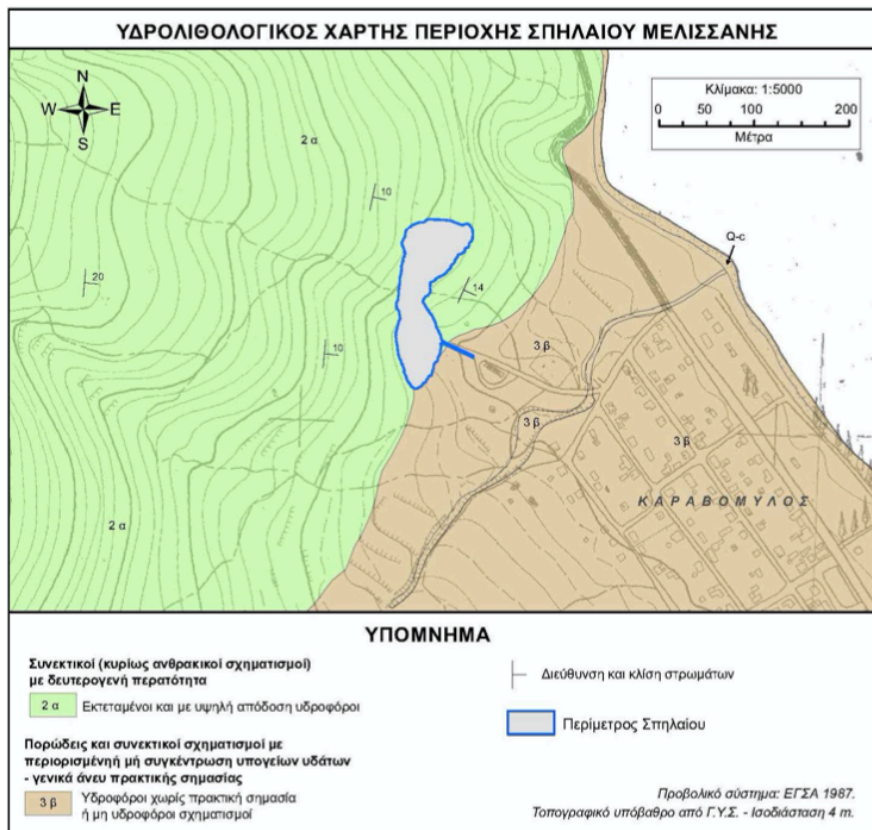 ΥΔΡΟΛΙΘΟΛΟΓΙΚΟΣ ΧΑΡΤΗΣ ΠΕΡΙΟΧΗΣ ΣΠΗΛΑΙΟΥ ΜΕΛΙΣΣΑΝΗΣ
N
W E
S
Κλίμακα: 1:5000
0 50 100 200
Μέτρα
2 α
10
Q-c
20
14
10
3 β
3 β
3 β
ΚΑΡΑΒΟΜΥΛΟΣ
2 α
ΥΠΟΜΝΗΜΑ
Συνεκτικοί (κυρίως ανθρακικοί σχηματισμοί)
με δευτερογενή περατότητα
2 α Εκτεταμένοι και με υψηλή απόδοση υδροφόροι
Πορώδεις και συνεκτικοί σχηματισμοί με
περιορισμένηή μή συγκέντρωση υπογείων υδάτων
- γενικά άνευ πρακτικής σημασίας
3 β Υδροφόροι χωρίς πρακτική σημασία
ή μη υδροφόροι σχηματισμοί
Διεύθυνση και κλίση στρωμάτων
Περίμετρος Σπηλαίου
Προβολικό σύστημα: ΕΓΣΑ 1987.
Τοπογραφικό υπόβαθρο από Γ.Υ.Σ. - Ισοδιάσταση 4 m.